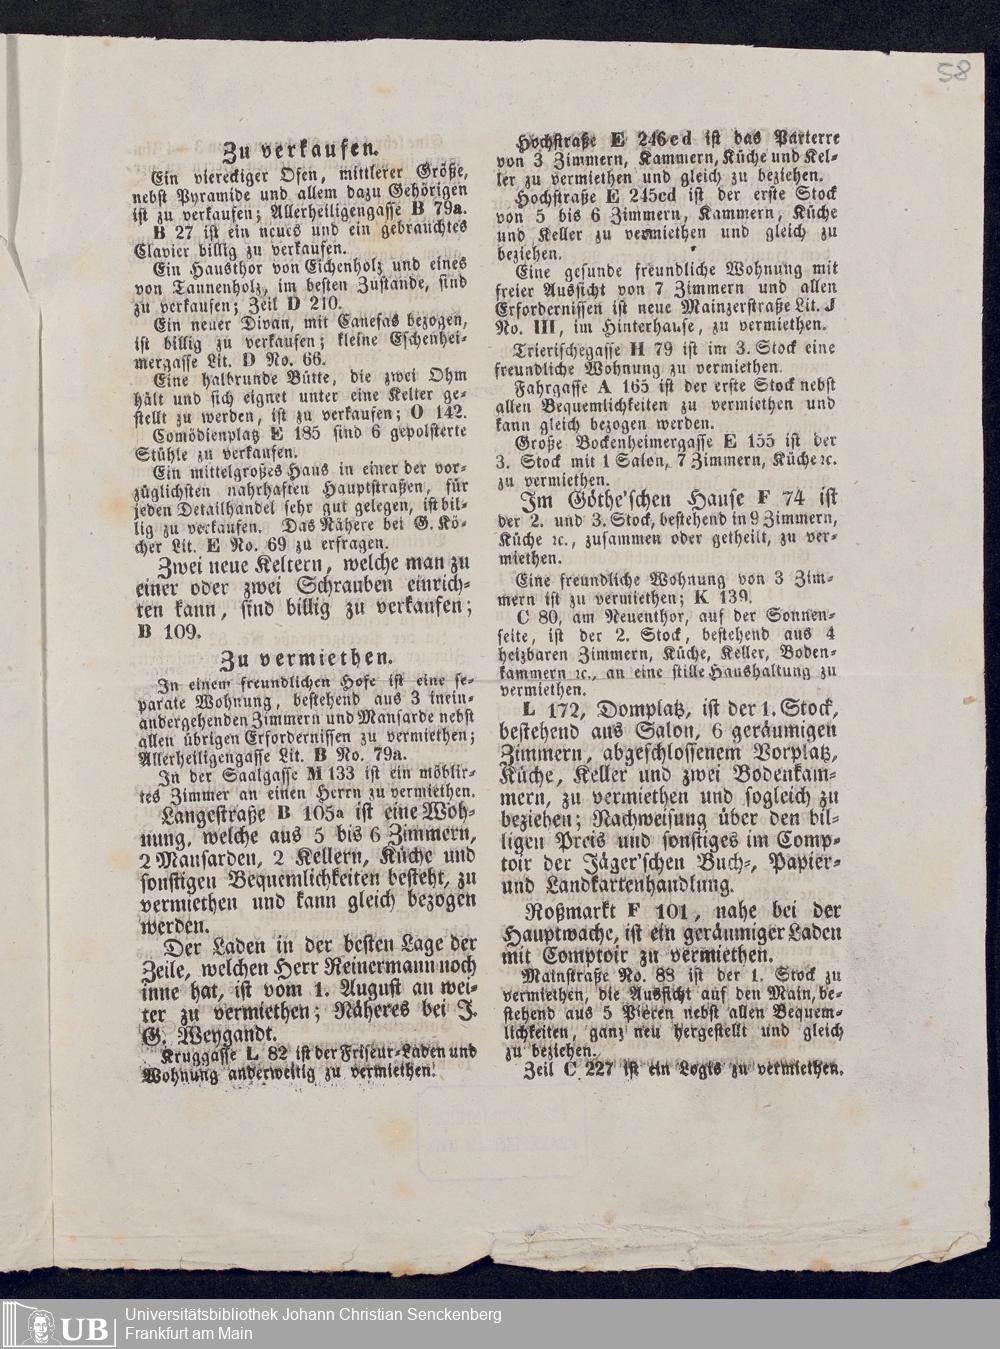 58
Zu verkaufen.
Ein viereckiger Ofen, mittlerer Größe,
nebst Pyramide und allem dazu Gehörigen
ist zu verkaufen; Allerheiligengasse B 79a.
B 27 ist ein neues und ein gebrauchtes
Clavier billig zu verkaufen.
Ein Hausthor von Eichenholz und eines
von Tannenholz, im besten Zustande, sind
zu verkaufen; Zeil D 210.
Ein neuer Divan, mit Canefas bezogen,
ist billig zu verkaufen; kleine Eschenhei-
mergasse Lit. D No. 66.
Eine halbrunde Bütte, die zwei Ohm
hält und sich eignet unter eine Kelter ge-
stellt zu werden, ist zu verkaufen; O 142.
Comödienplatz E 185 sind 6 gepolsterte
Stühle zu verkaufen.
Ein mittelgroßes Haus in einer der vor-
züglichsten nahrhaften Hauptstraßen, für
jeden Detailhandel sehr gut gelegen, ist bil-
lig zu verkaufen. Das Nähere bei G. Kö-
cher Lit. E No. 69 zu erfragen.
Zwei neue Keltern, welche man zu
einer oder zwei Schrauben einrich-
ten kann, sind billig zu verkaufen;
B 109.
Zu vermiethen.
In einem freundlichen Hofe ist eine se-
parate Wohnung, bestehend aus 3 inein-
andergehenden Zimmern und Mansarde nebst
allen übrigen Erfordernissen zu vermiethen;
Allerheiligengasse Lit. B No. 79a.
In der Saalgasse M 133 ist ein möblir-
tes Zimmer an einen Herrn zu vermiethen.
Langestraße B 105a ist eine Woh-
nung, welche aus 5 bis 6 Zimmern,
2 Mansarden, 2 Kellern, Küche und
sonstigen Bequemlichkeiten besteht, zu
vermiethen und kann gleich bezogen
werden.
Der Laden in der besten Lage der
Zeile, welchen Herr Reinermann noch
inne hat, ist vom 1. August an wei-
ter zu vermiethen; Näheres bei J.
G. Weygandt.
Kruggasse L 82 ist der Friseur-Laden und
Wohnung anderweitig zu vermiethen.
Hochstraße E 246ed ist das Parterre
von 3 Zimmern, Kammern, Küche und Kel-
ler zu vermiethen und gleich zu beziehen.
Hochstraße E 245cd ist der erste Stock
von 5 bis 6 Zimmern, Kammern, Küche
und Keller zu vermiethen und gleich zu
beziehen.
Eine gesunde freundliche Wohnung mit
freier Aussicht von 7 Zimmern und allen
Erfordernissen ist neue Mainzerstraße Lit. J
No. III, im Hinterhause, zu vermiethen.
Trierischegasse H 79 ist im 3. Stock eine
freundliche Wohnung zu vermiethen.
Fahrgasse A 165 ist der erste Stock nebst
allen Bequemlichkeiten zu vermiethen und
kann gleich bezogen werden.
Große Bockenheimergasse E 155 ist der
3. Stock mit 1 Salon, 7 Zimmern, Küche ꝛc.
zu vermiethen.
Im Göthe'schen Hause F 74 ist
der 2. und 3. Stock, bestehend in 9 Zimmern,
Küche ꝛc., zusammen oder getheilt, zu ver-
miethen.
Eine freundliche Wohnung von 3 Zim-
mern ist zu vermiethen; K 139.
C 80, am Neuenthor, auf der Sonnen-
seite, ist der 2. Stock, bestehend aus 4
heizbaren Zimmern, Küche, Keller, Boden-
kammern ꝛc., an eine stille Haushaltung zu
vermiethen.
L 172, Domplatz, ist der 1. Stock,
bestehend aus Salon, 6 geräumigen
Zimmern, abgeschlossenem Vorplatz,
Küche, Keller und zwei Bodenkam-
mern, zu vermiethen und sogleich zu
beziehen; Nachweisung über den bil-
ligen Preis und sonstiges im Comp-
toir der Jäger'schen Buch-, Papier-
und Landkartenhandlung.
Roßmarkt F 101, nahe bei der
Hauptwache, ist ein geräumiger Laden
mit Comptoir zu vermiethen.
Mainstraße No. 88 ist der 1. Stock zu
vermiethen, die Aussicht auf den Main, be-
stehend aus 5 Piecen nebst allen Bequem-
lichkeiten, ganz neu hergestellt und gleich
zu beziehen.
Zeil C 227 ist ein Logis zu vermiethen.
UB
Universitätsbibliothek Johann Christian Senckenberg
Frankfurt am Main